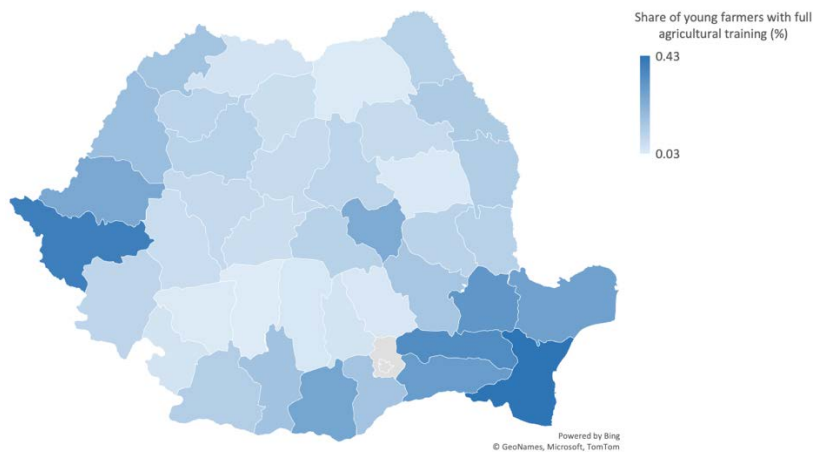 Share of young farmers with full
agricultural training (%)
0.43
0.03
Powered by Bing
© GeoNames, Microsoft, TomTom